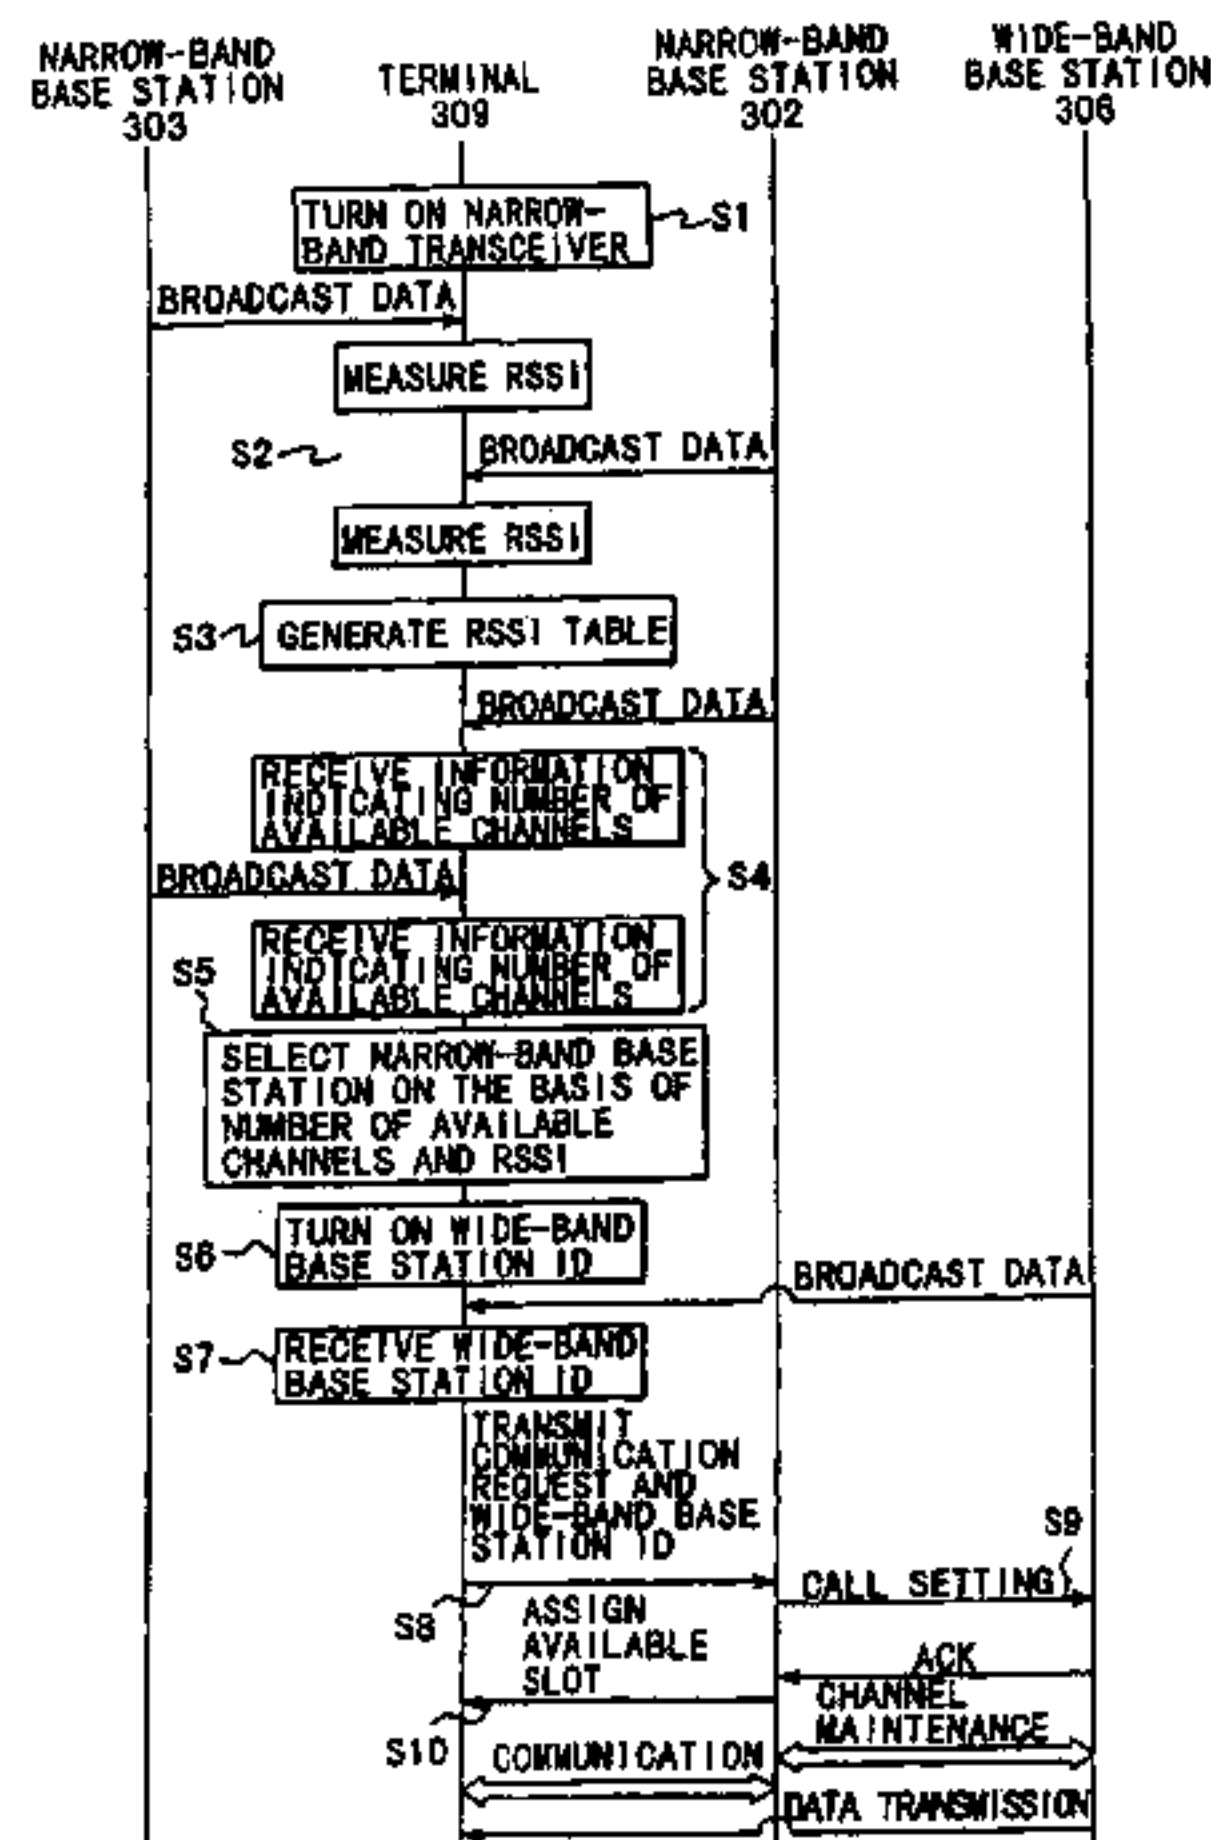 NARROW-BAND
BASE STATION
303
TERMINAL
309
NARROW-BAND
BASE STATION
302
WIDE-BAND
BASE STATION
306
TURN ON NARROW-
BAND TRANSCEIVER
S1
BROADCAST DATA
MEASURE RSSI
S2
BROADCAST DATA
MEASURE RSSI
S3
GENERATE RSSI TABLE
BROADCAST DATA
RECEIVE INFORMATION
INDICATING NUMBER OF
AVAILABLE CHANNELS
BROADCAST DATA
S4
RECEIVE INFORMATION
INDICATING NUMBER OF
AVAILABLE CHANNELS
S5
SELECT NARROW-BAND BASE
STATION ON THE BASIS OF
NUMBER OF AVAILABLE
CHANNELS AND RSSI
S6
TURN ON WIDE-BAND
BASE STATION ID
BROADCAST DATA
S7
RECEIVE WIDE-BAND
BASE STATION ID
TRANSMIT
COMMUNICATION
REQUEST AND
WIDE-BAND BASE
STATION ID
S9
CALL SETTING
S8
ASSIGN
AVAILABLE
SLOT
ACK
CHANNEL
MAINTENANCE
S10
COMMUNICATION
DATA TRANSMISSION